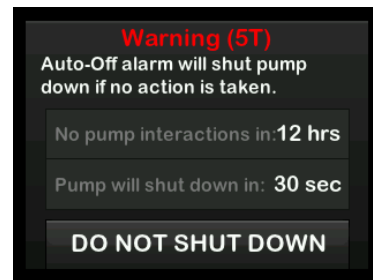 Warning (5T)
Auto-Off alarm will shut pump
down if no action is taken.
No pump interactions in:12 hrs
Pump will shut down in: 30 sec
DO NOT SHUT DOWN